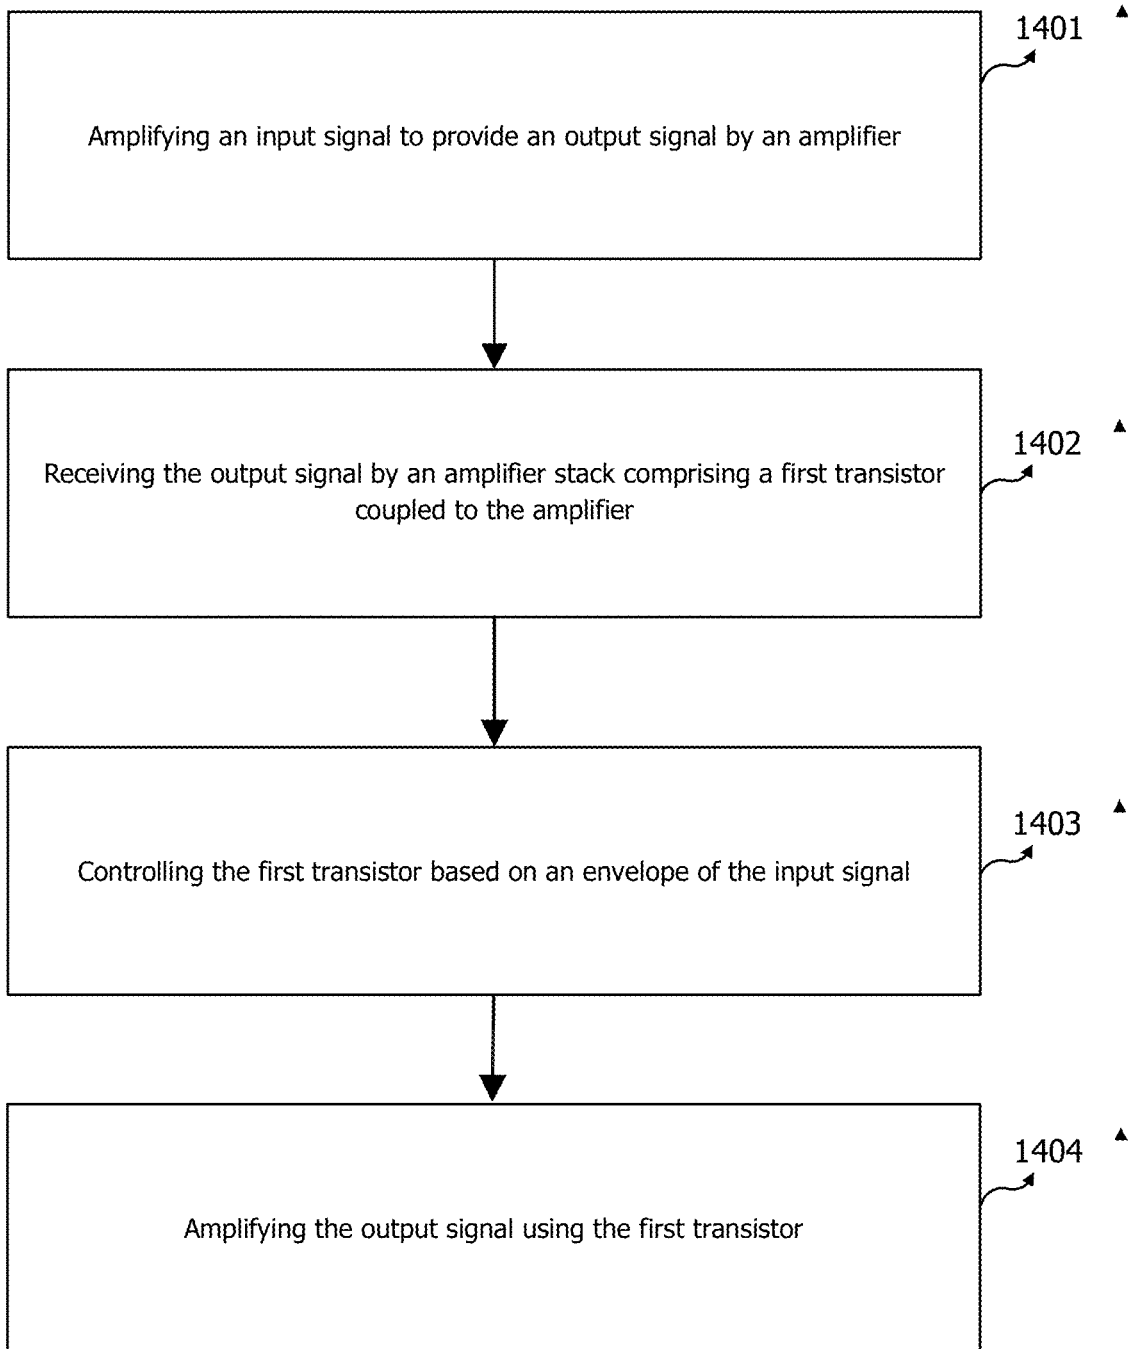 1401
Amplifying an input signal to provide an output signal by an amplifier
1402
Receiving the output signal by an amplifier stack comprising a first transistor
coupled to the amplifier
1403
Controlling the first transistor based on an envelope of the input signal
1404
Amplifying the output signal using the first transistor